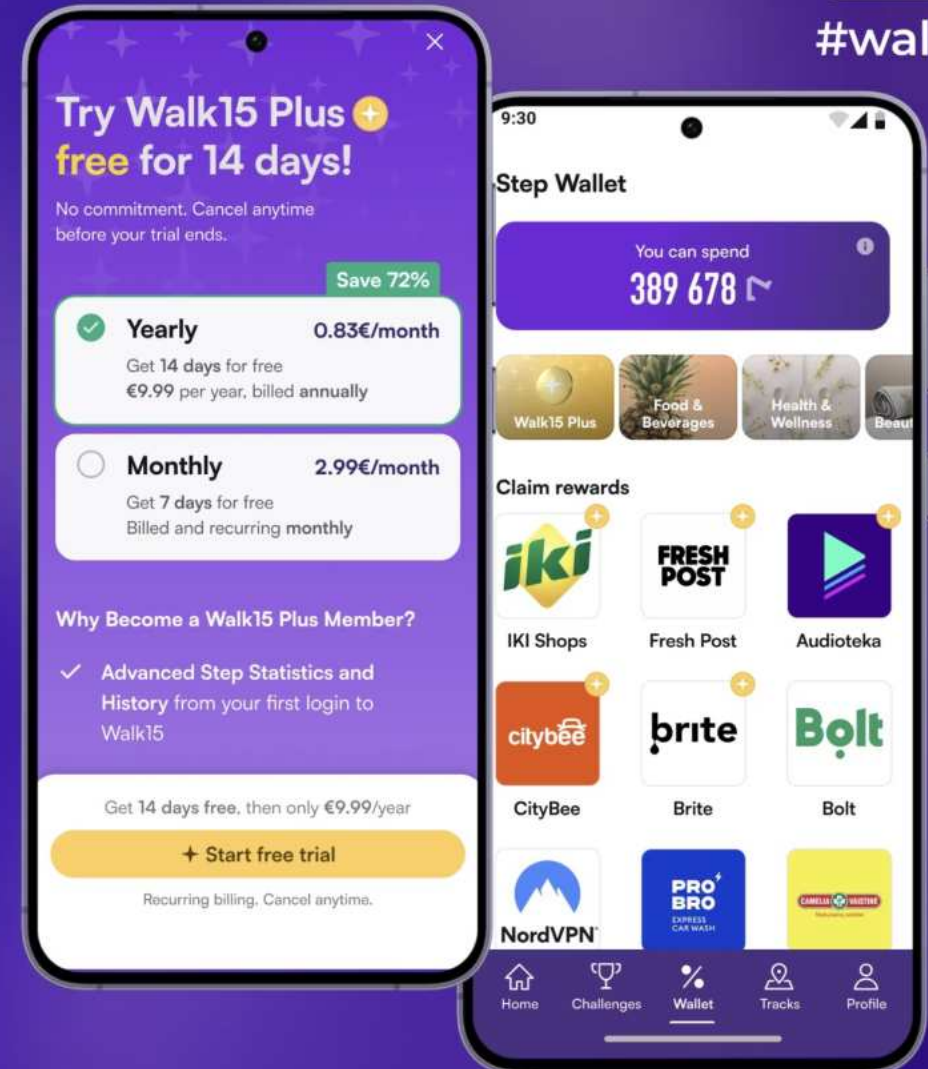 #wal
Try Walk15 Plus
free for 14 days!
No commitment. Cancel anytime
before your trial ends.
Save 72%
Yearly 0.83€/month
Get 14 days for free
€9.99 per year, billed annually
Monthly 2.99€/month
Get 7 days for free
Billed and recurring monthly
Why Become a Walk15 Plus Member?
Advanced Step Statistics and
History from your first login to
Walk15
Get 14 days free, then only €9.99/year
Start free trial
Recurring billing. Cancel anytime.
9:30
Step Wallet
You can spend
389 678
Walk15 Plus
Food &
Beverages
Health &
Wellness
Beaut
Claim rewards
iki
FRESH
POST
IKI Shops Fresh Post Audioteka
citybee
brite
Bolt
CityBee Brite Bolt
NordVPN
PRO
BRO
EXPRESS
CAR WASH
CAMELIA VAISTINĖ
Home Challenges Wallet Tracks Profile